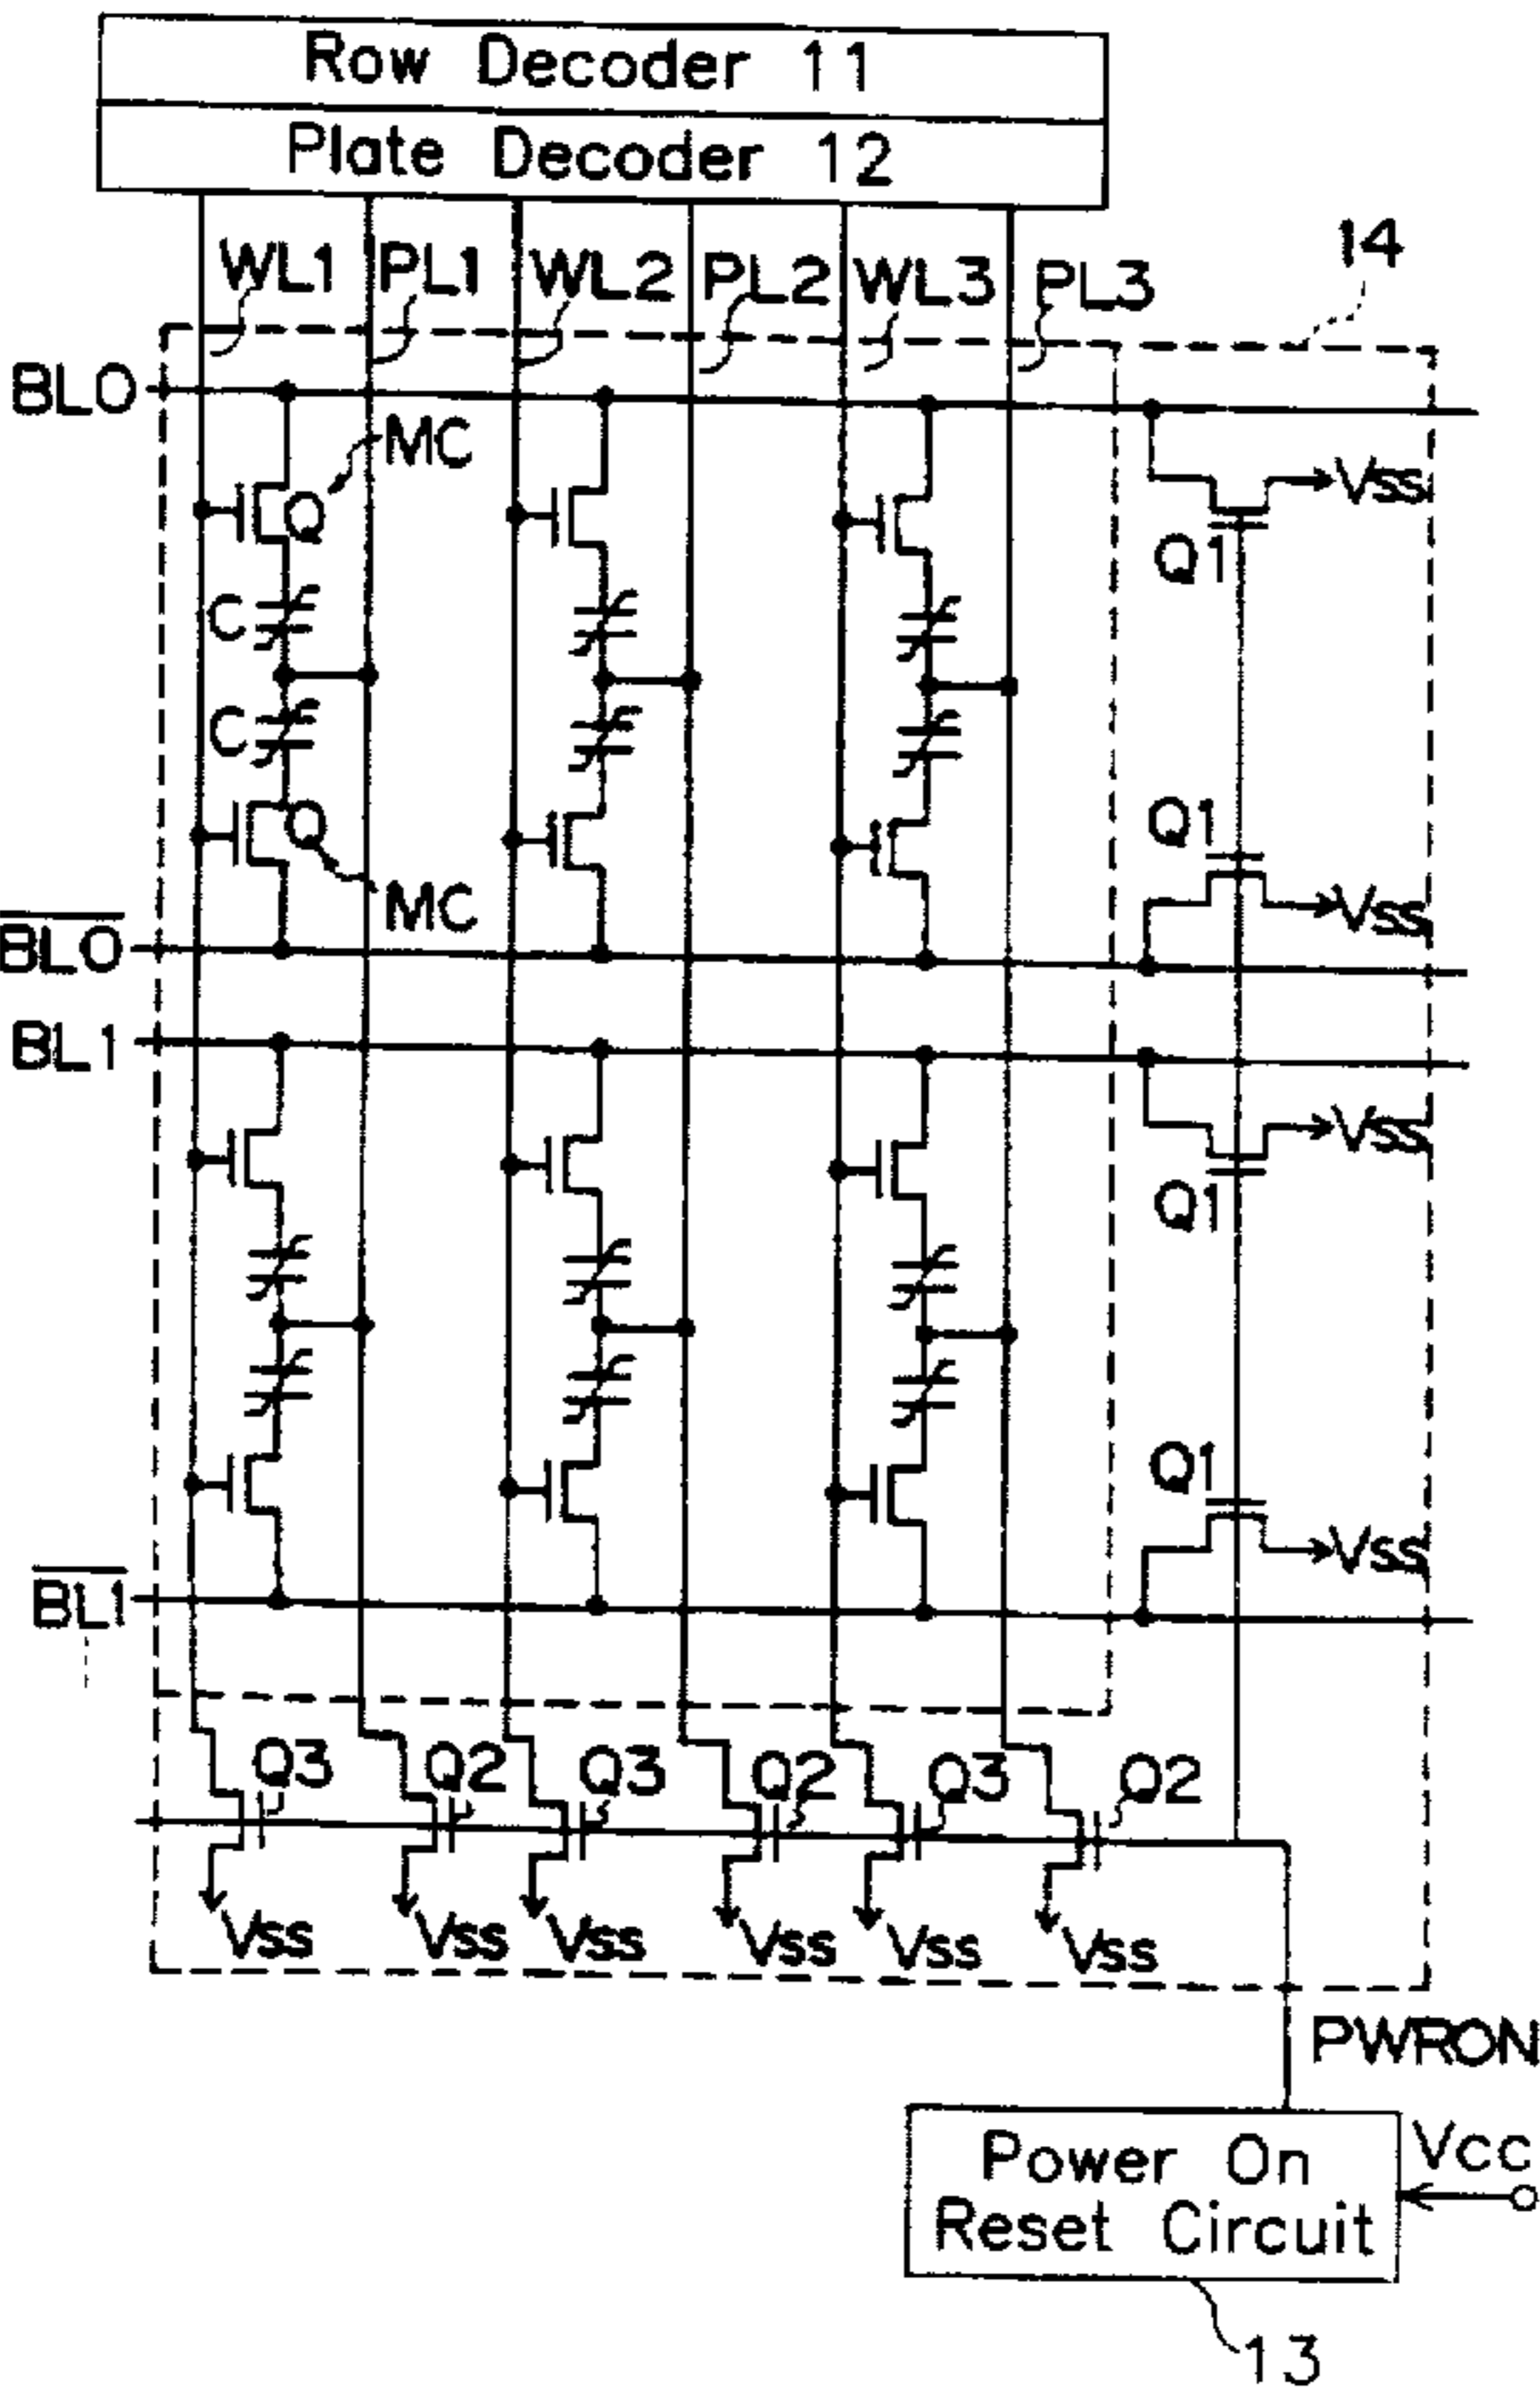 Row Decoder 11
Plate Decoder 12
WL1 PL1 WL2 PL2 WL3 PL3 14
BL0
MC
Q
Vss
Q1
C
C
Q1
Q
MC
Vss
BL0
BL1
Vss
Q1
Q1
Vss
BL1
Q3 Q2 Q3 Q2 Q3 Q2
Vss Vss Vss Vss Vss Vss
PWRON
Power On
Reset Circuit
Vcc
13